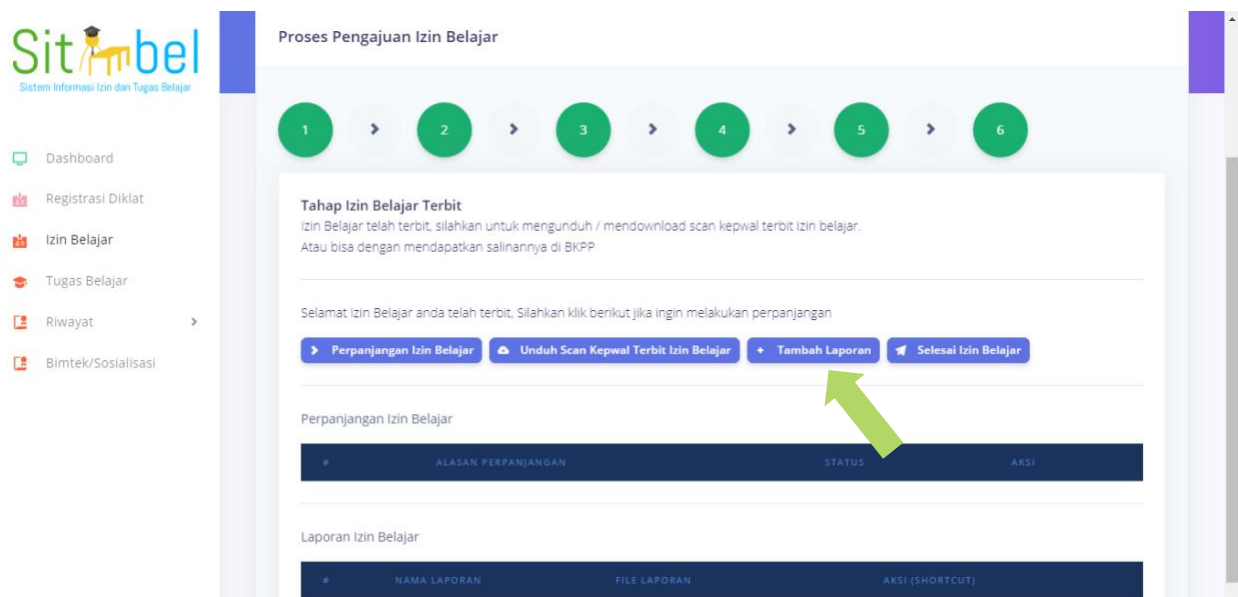 Sitambel
Sistem Informasi Izin dan Tugas Belajar
Dashboard
Registrasi Diklat
Izin Belajar
Tugas Belajar
Riwayat
Bimtek/Sosialisasi
Proses Pengajuan Izin Belajar
1 2 3 4 5 6
Tahap Izin Belajar Terbit
Izin Belajar telah terbit, silahkan untuk mengunduh / mendownload scan kepwal terbit izin belajar.
Atau bisa dengan mendapatkan salinannya di BKPP
Selamat Izin Belajar anda telah terbit, Silahkan klik berikut jika ingin melakukan perpanjangan
Perpanjangan Izin Belajar Unduh Scan Kepwal Terbit Izin Belajar + Tambah Laporan Selesai Izin Belajar
Perpanjangan Izin Belajar
# ALASAN PERPANJANGAN STATUS AKSI
Laporan Izin Belajar
# NAMA LAPORAN FILE LAPORAN AKSI (SHORTCUT)